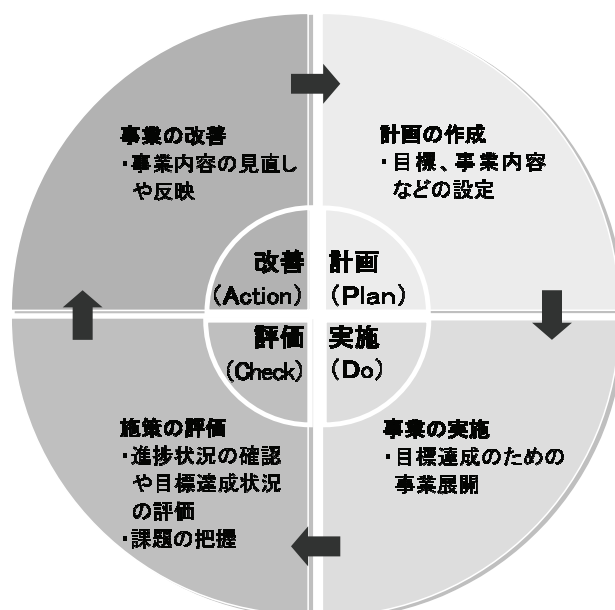 事業の改善
・事業内容の見直し
や反映
計画の作成
・目標、事業内容
などの設定
改善
(Action)
計画
(Plan)
評価
(Check)
実施
(Do)
施策の評価
・進捗状況の確認
や目標達成状況
の評価
・課題の把握
事業の実施
・目標達成のための
事業展開